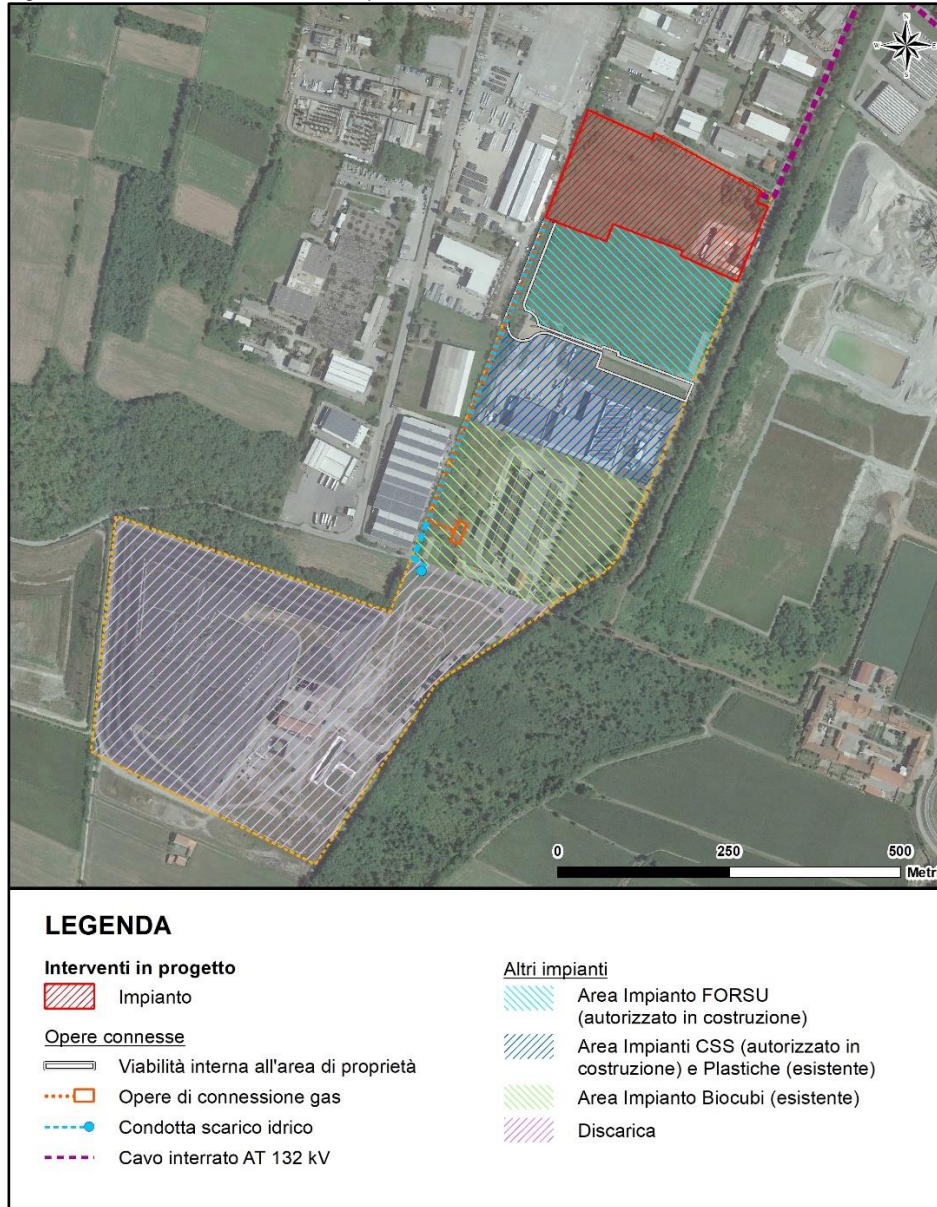 N
W E
S
0 250 500
Metri
LEGENDA
Interventi in progetto
Impianto
Opere connesse
Viabilità interna all'area di proprietà
Opere di connessione gas
Condotta scarico idrico
Cavo interrato AT 132 kV
Altri impianti
Area Impianto FORSU
(autorizzato in costruzione)
Area Impianti CSS (autorizzato in
costruzione) e Plastiche (esistente)
Area Impianto Biocubi (esistente)
Discarica